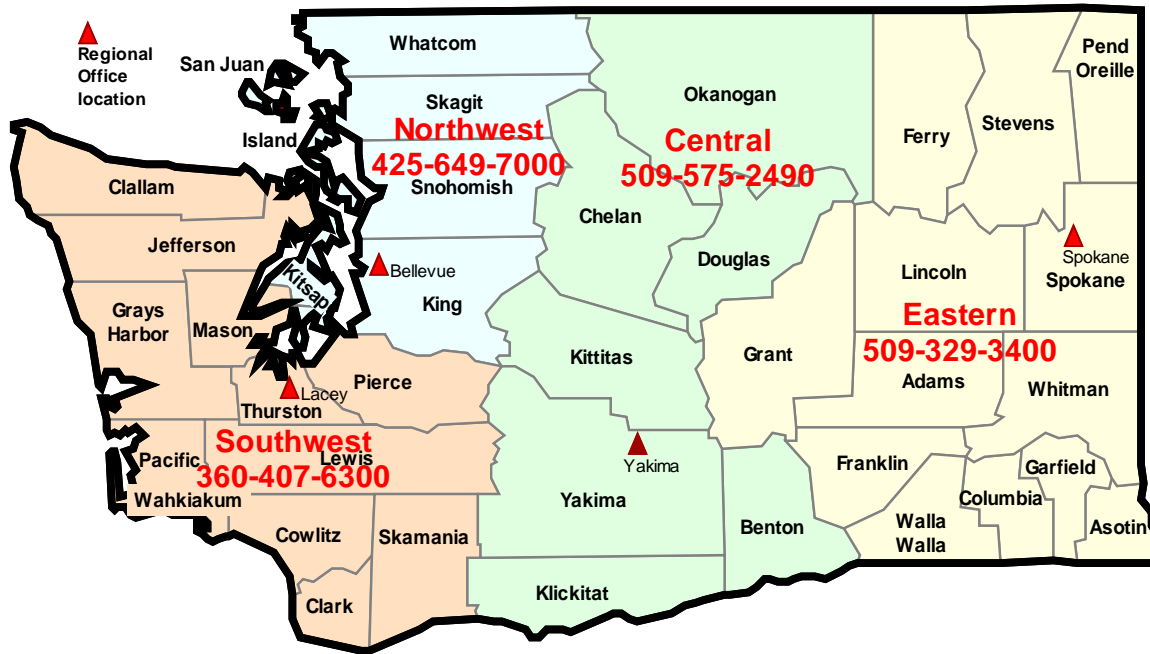 Regional
Office
location
San Juan
Island
Whatcom
Skagit
Northwest
425-649-7000
Snohomish
Okanogan
Central
509-575-2490
Chelan
Douglas
Ferry
Stevens
Pend
Oreille
Clallam
Jefferson
Kitsap
Bellevue
King
Grays
Harbor
Mason
Lincoln
Spokane
Spokane
Eastern
509-329-3400
Kittitas
Grant
Adams
Whitman
Pierce
Lacey
Thurston
Southwest
360-407-6300
Lewis
Pacific
Wahkiakum
Yakima
Yakima
Franklin
Garfield
Columbia
Walla
Walla
Asotin
Benton
Cowlitz
Skamania
Clark
Klickitat